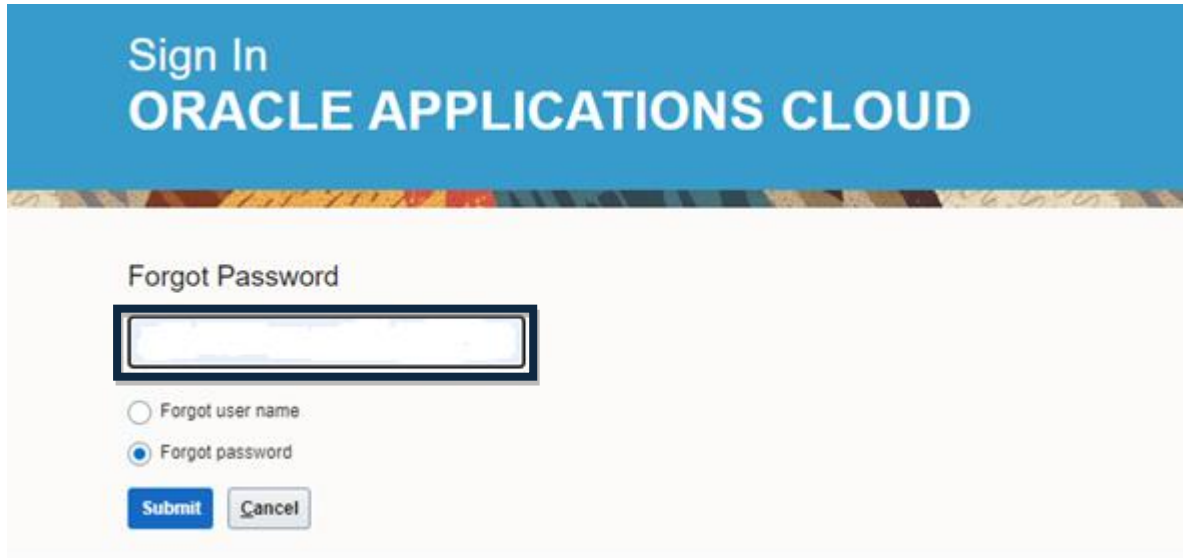 Sign In
ORACLE APPLICATIONS CLOUD
Forgot Password
Forgot user name
Forgot password
Submit Cancel